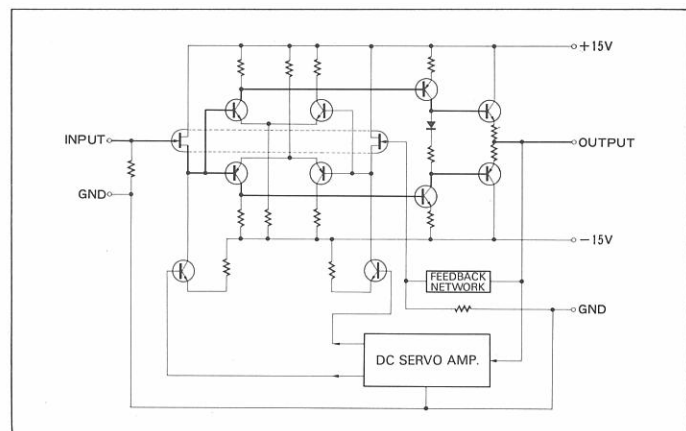 +15V
INPUT
OUTPUT
GND
−15V
FEEDBACK
NETWORK
GND
DC SERVO AMP.